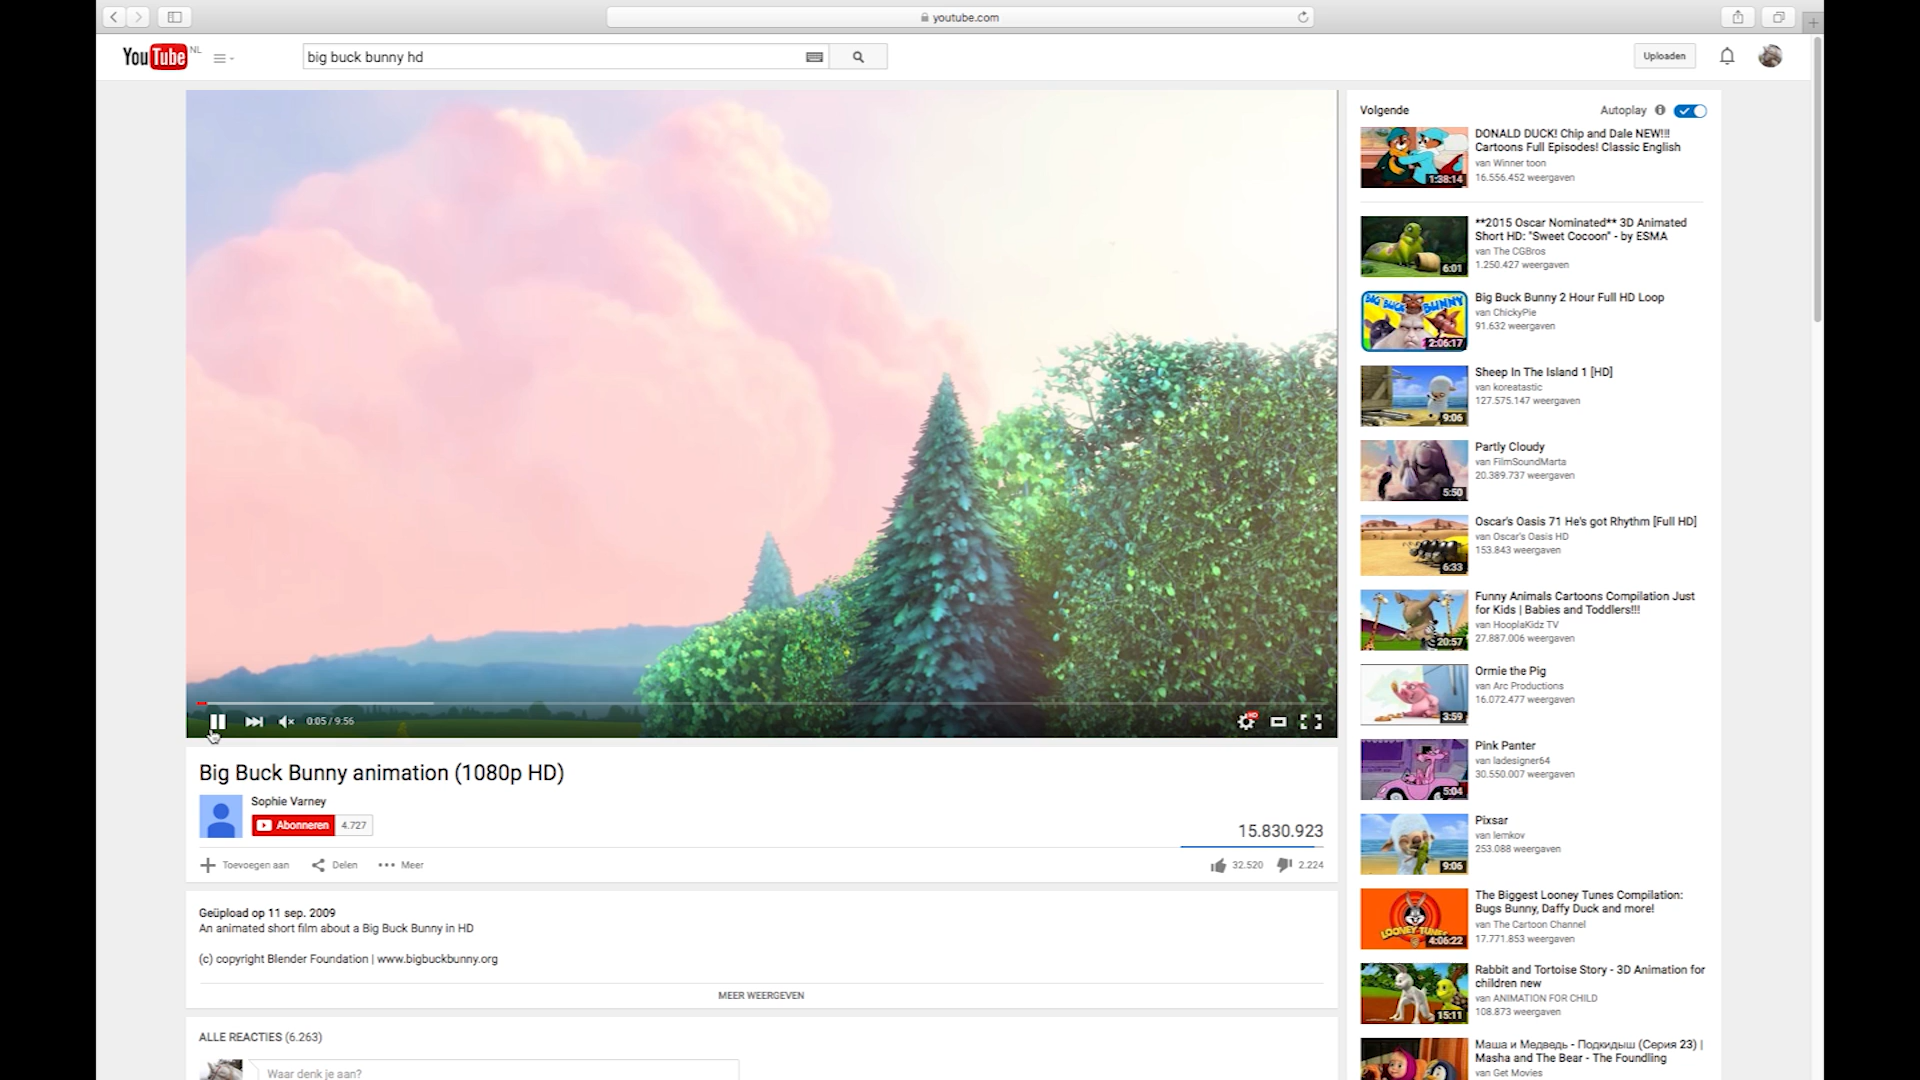 youtube.com
YouTube NL
big buck bunny hd
Uploaden
0:05 / 9:56
HD
Big Buck Bunny animation (1080p HD)
Sophie Varney
Abonneren 4.727
15.830.923
Toevoegen aan Delen Meer
32.520 2.224
Geüpload op 11 sep. 2009
An animated short film about a Big Buck Bunny in HD
(c) copyright Blender Foundation | www.bigbuckbunny.org
MEER WEERGEVEN
ALLE REACTIES (6.263)
Waar denk je aan?
Volgende
Autoplay
1:38:14
DONALD DUCK! Chip and Dale NEW!!!
Cartoons Full Episodes! Classic English
van Winner toon
16.556.452 weergaven
6:01
**2015 Oscar Nominated** 3D Animated
Short HD: "Sweet Cocoon" - by ESMA
van The CGBros
1.250.427 weergaven
BIG BUCK BUNNY
2:06:17
Big Buck Bunny 2 Hour Full HD Loop
van ChickyPie
91.632 weergaven
9:06
Sheep In The Island 1 [HD]
van koreatastic
127.575.147 weergaven
5:50
Partly Cloudy
van FilmSoundMarta
20.389.737 weergaven
6:33
Oscar's Oasis 71 He's got Rhythm [Full HD]
van Oscar's Oasis HD
153.843 weergaven
20:57
Funny Animals Cartoons Compilation Just
for Kids | Babies and Toddlers!!!
van HooplaKidz TV
27.887.006 weergaven
3:59
Ormie the Pig
van Arc Productions
16.072.477 weergaven
5:04
Pink Panter
van ladesigner64
30.550.007 weergaven
9:06
Pixsar
van lemkov
253.088 weergaven
LOONEY TUNES
4:06:22
The Biggest Looney Tunes Compilation:
Bugs Bunny, Daffy Duck and more!
van The Cartoon Channel
17.771.853 weergaven
15:11
Rabbit and Tortoise Story - 3D Animation for
children new
van ANIMATION FOR CHILD
108.873 weergaven
Маша и Медведь - Подкидыш (Серия 23) |
Masha and The Bear - The Foundling
van Get Movies